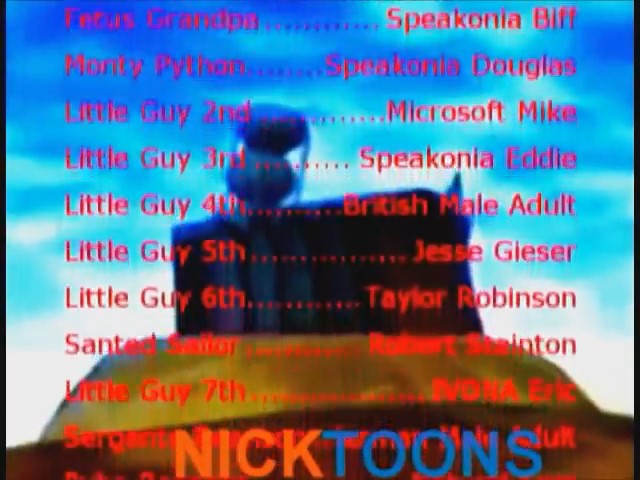 Fetus Grandpa............. Speakonia Biff
Monty Python........Speakonia Douglas
Little Guy 2nd.............Microsoft Mike
Little Guy 3rd........... Speakonia Eddie
Little Guy 4th..........British Male Adult
Little Guy 5th................. Jesse Gieser
Little Guy 6th............ Taylor Robinson
Santed Sailor ............ Robert Stainton
Little Guy 7th.................. IVONA Eric
Adult
NICKTOONS